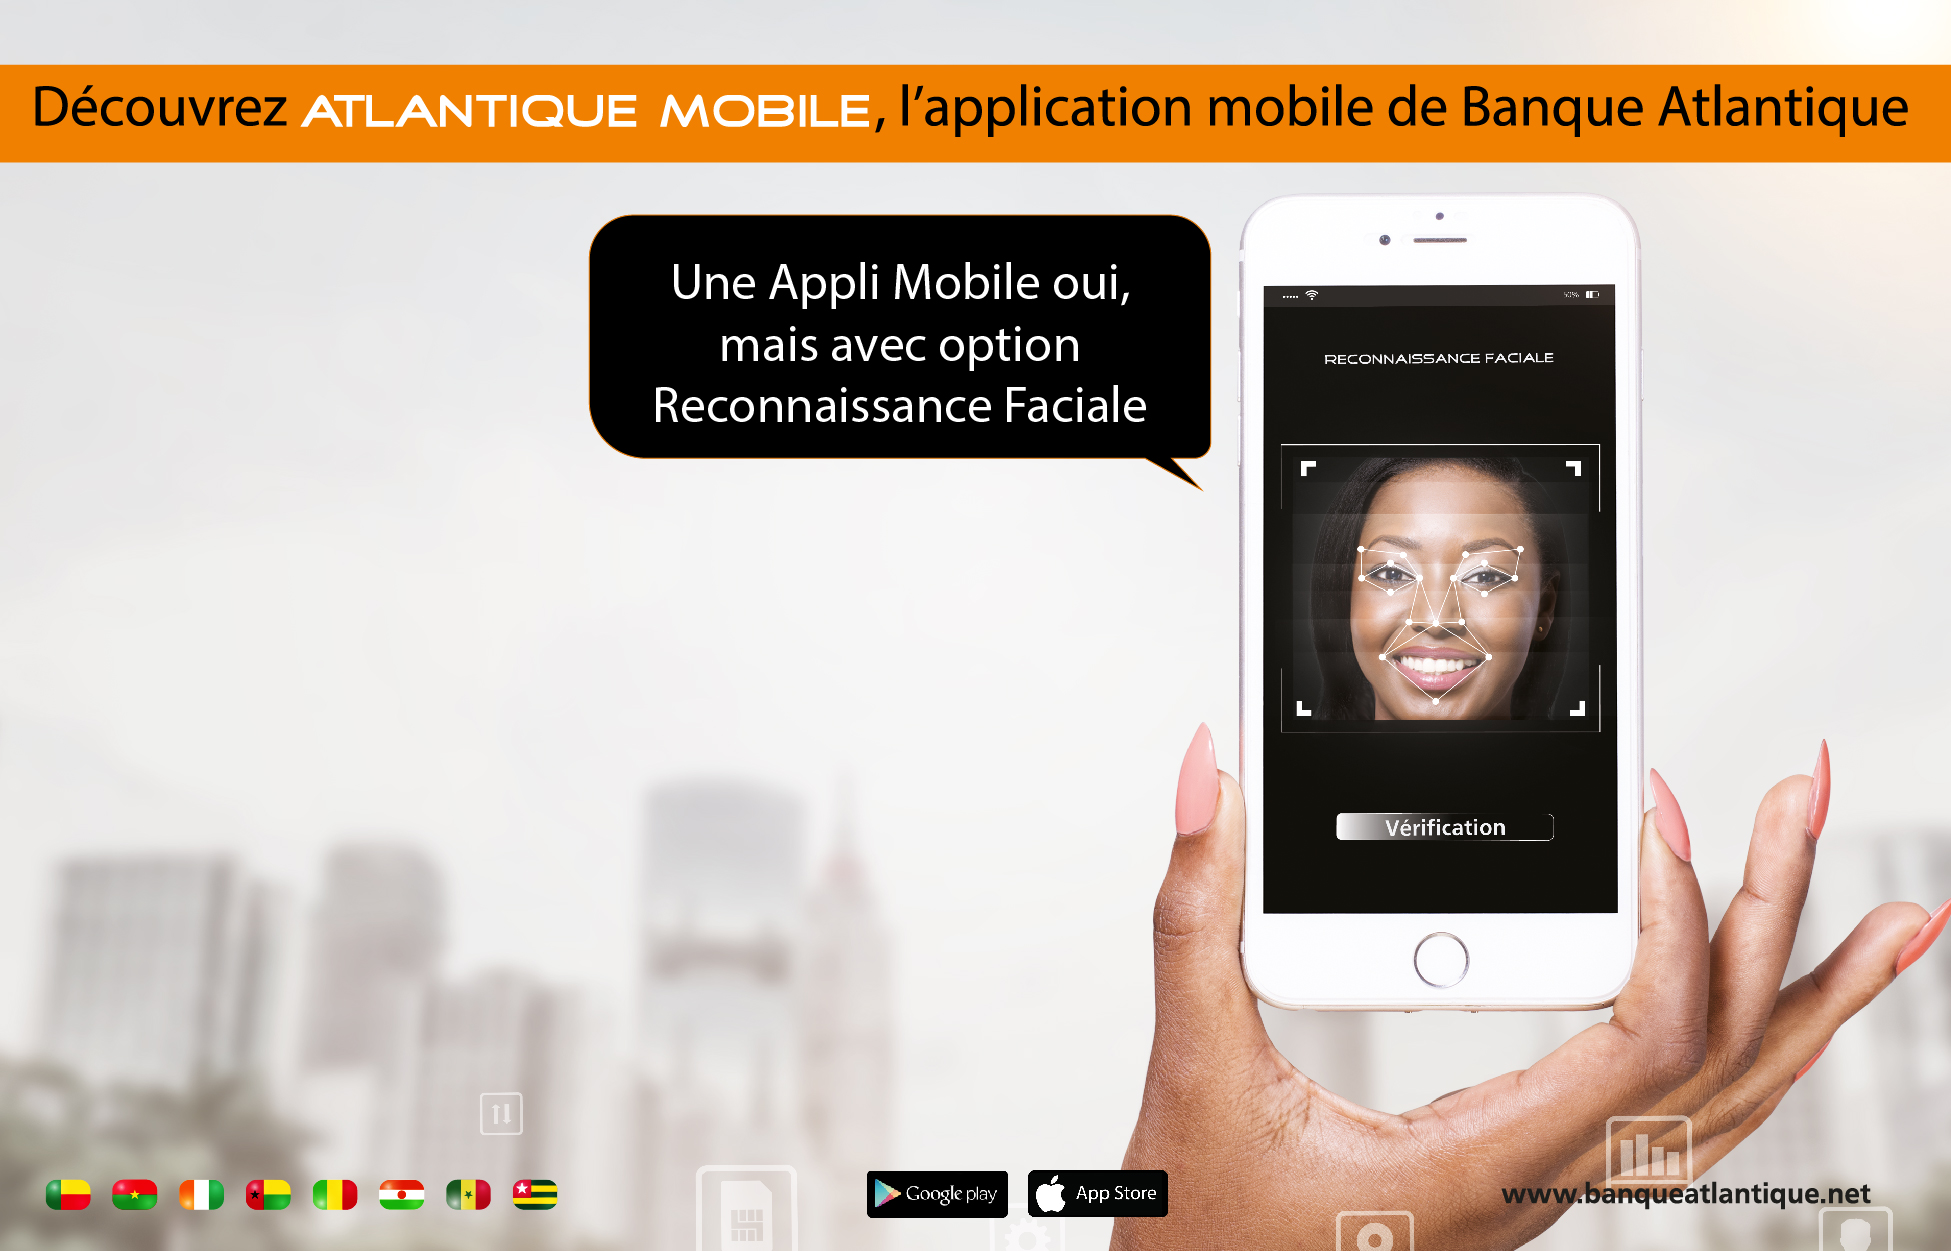 Découvrez ATLANTIQUE MOBILE, l'application mobile de Banque Atlantique
Une Appli Mobile oui,
mais avec option
Reconnaissance Faciale
50%
RECONNAISSANCE FACIALE
Vérification
Google play
App Store
www.banqueatlantique.net